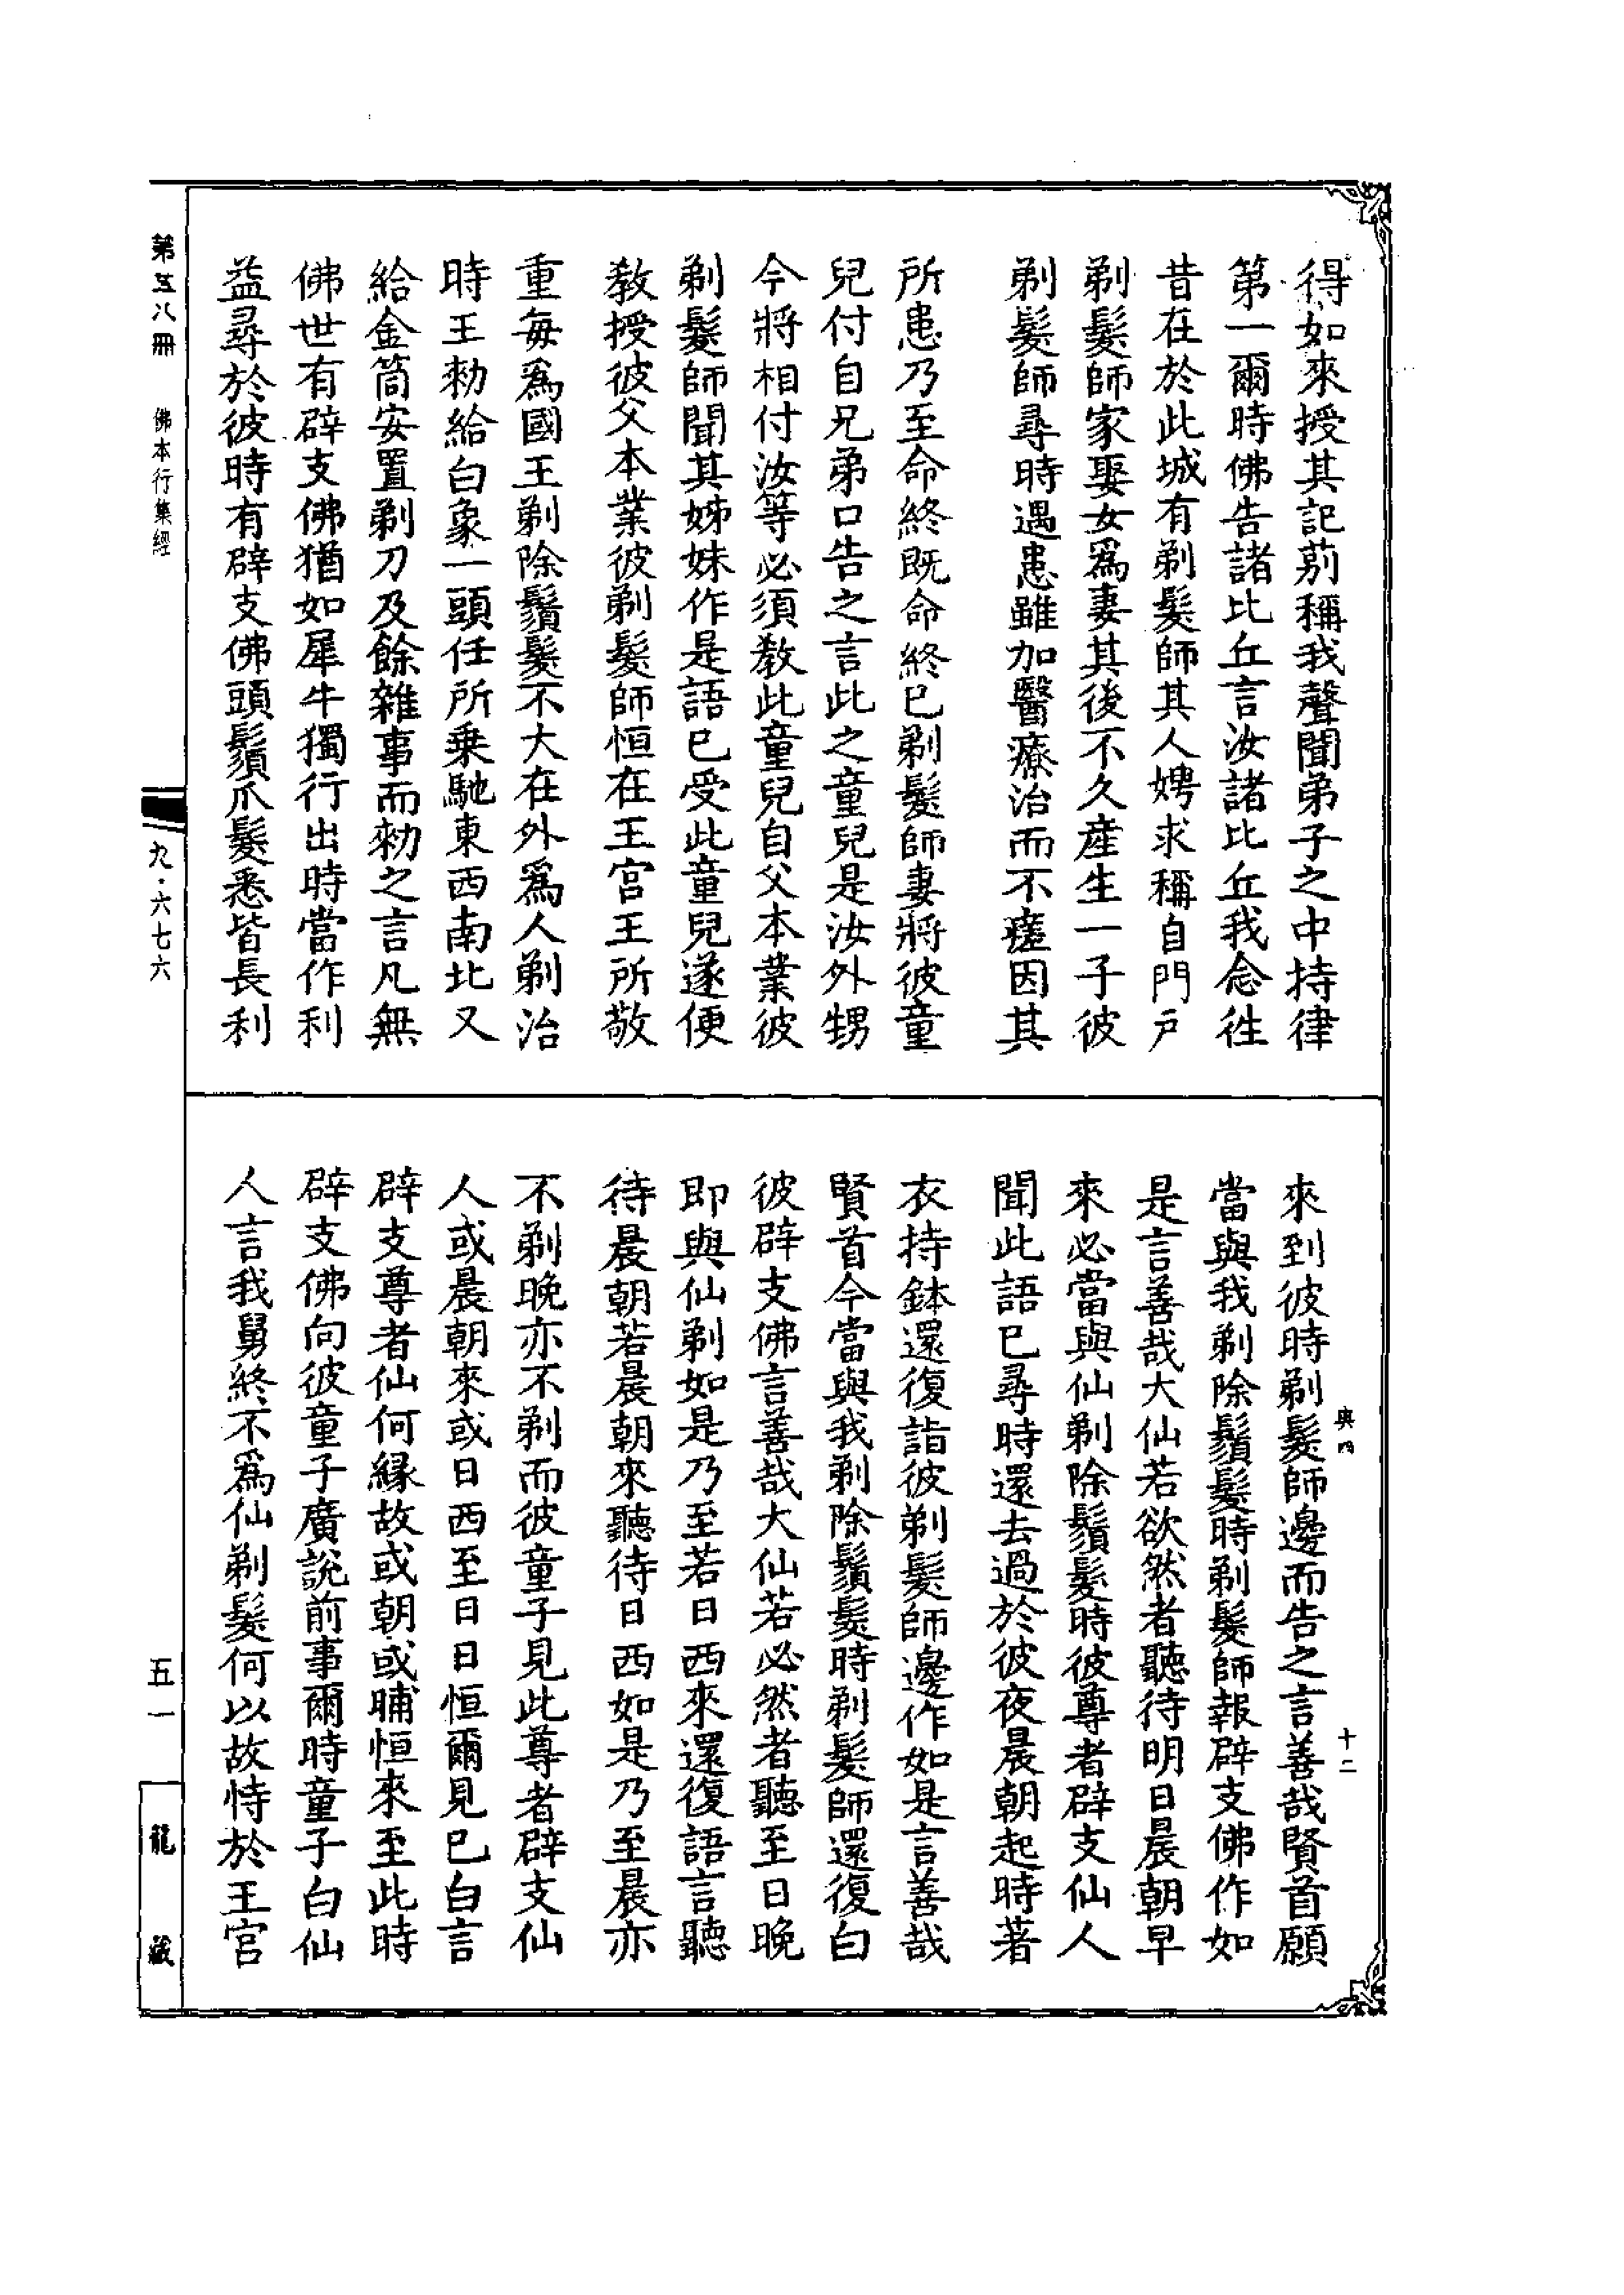 得如來授其記莂稱我聲聞弟子之中持律
第一爾時佛告諸比丘言汝諸比丘我念徃
昔在於此城有剃髮師其人娉求稱自門戶
剃髮師家娶女爲妻其後不久產生一子彼
剃髮師尋時遇患雖加醫療治而不瘥因其
所患乃至命終既命終已剃髮師妻將彼童
兒付自兄弟口告之言此之童兒是汝外甥
今將相付汝等必須教此童兒自父本業彼
剃髮師聞其姊妹作是語已受此童兒遂便
教授彼父本業彼剃髮師恒在王宮王所敬
重每爲國王剃除鬚髮不大在外爲人剃治
時王勑給白象一頭任所乗馳東西南北又
給金筒安置剃刀及餘雜事而勑之言凡無
佛世有辟支佛猶如犀牛獨行出時當作利
益尋於彼時有辟支佛頭鬚爪髮悉皆長利
來到彼時剃髮師邊而告之言善哉賢首願
當與我剃除鬚髮時剃髮師報辟支佛作如
是言善哉大仙若欲然者聽待明日晨朝早
來必當與仙剃除鬚髮時彼尊者辟支仙人
聞此語已尋時還去過於彼夜晨朝起時著
衣持鉢還復詣彼剃髮師邊作如是言善哉
賢首今當與我剃除鬚髮時剃髮師還復白
彼辟支佛言善哉大仙若必然者聽至日晚
即與仙剃如是乃至若日西來還復語言聽
待晨朝若晨朝來聽待日西如是乃至晨亦
不剃晚亦不剃而彼童子見此尊者辟支仙
人或晨朝來或日西至日日恒爾見已白言
辟支尊者仙何緣故或朝或晡恒來至此時
辟支佛向彼童子廣說前事爾時童子白仙
人言我舅終不爲仙剃髮何以故恃於王宮
與四
十二
第五八冊
佛本行集經
九·六七六
五一
龍藏